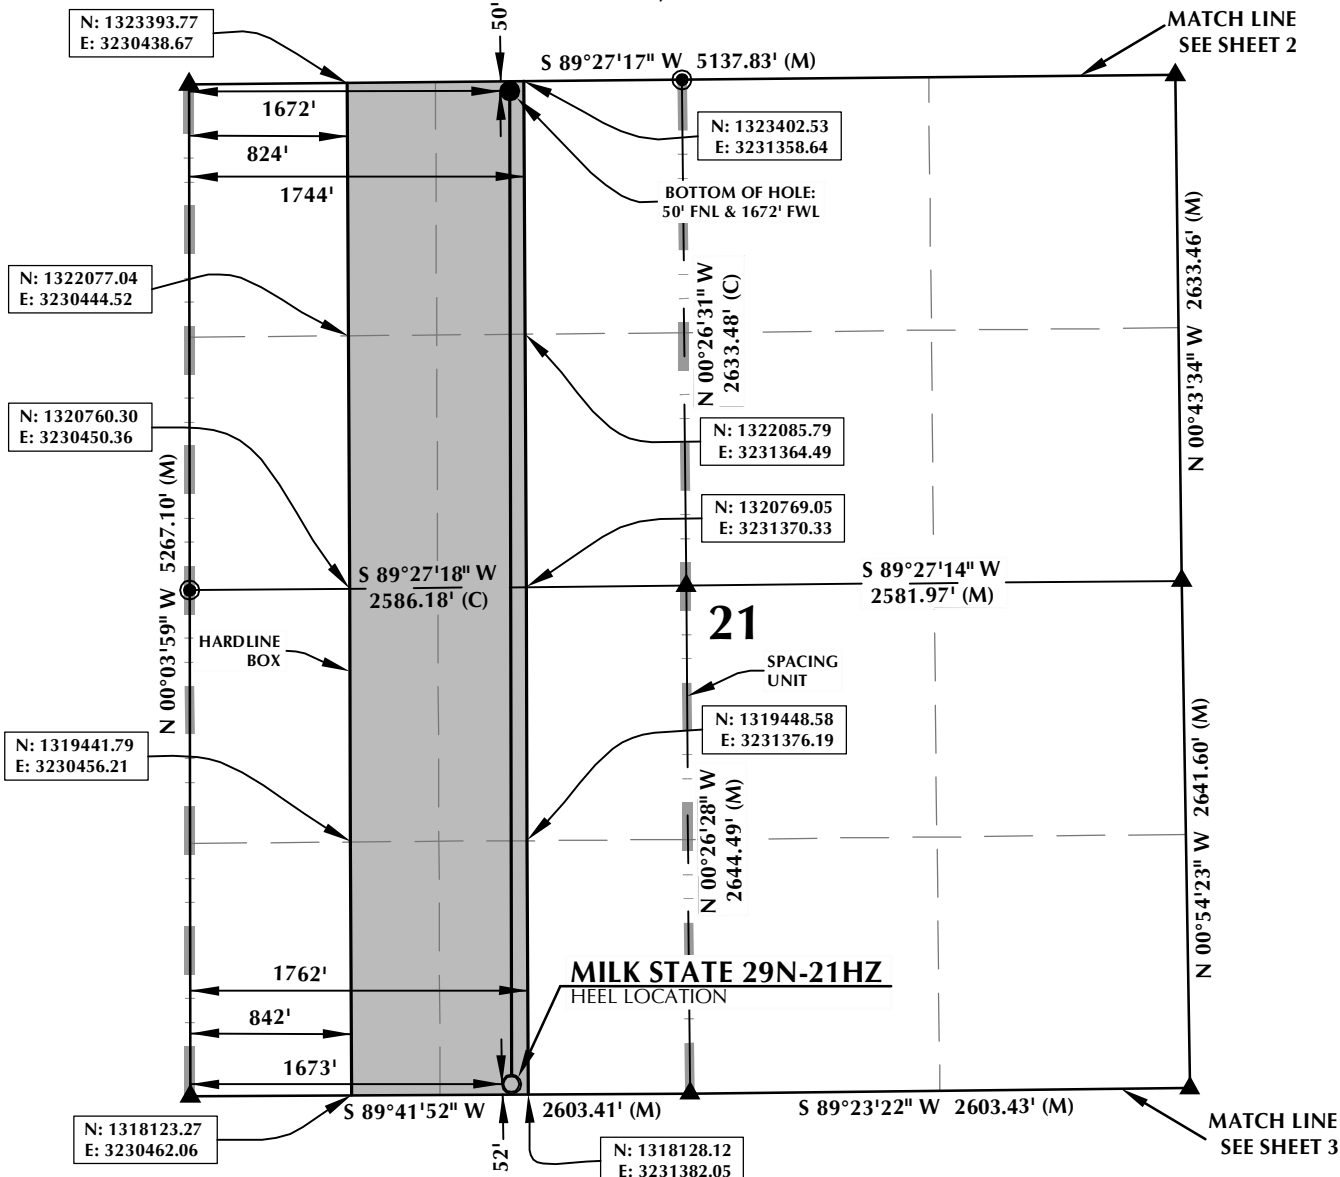 N: 1323393.77
E: 3230438.67
50'
S 89°27'17" W 5137.83' (M)
MATCH LINE
SEE SHEET 2
1672'
824'
1744'
N: 1323402.53
E: 3231358.64
BOTTOM OF HOLE:
50' FNL & 1672' FWL
N: 1322077.04
E: 3230444.52
N 00°26'31" W
2633.48' (C)
N 00°43'34" W 2633.46' (M)
N: 1320760.30
E: 3230450.36
N: 1322085.79
E: 3231364.49
N 00°03'59" W 5267.10' (M)
N: 1320769.05
E: 3231370.33
S 89°27'18" W
2586.18' (C)
S 89°27'14" W
2581.97' (M)
21
HARDLINE
BOX
SPACING
UNIT
N: 1319441.79
E: 3230456.21
N: 1319448.58
E: 3231376.19
N 00°26'28" W
2644.49' (M)
N 00°54'23" W 2641.60' (M)
1762'
MILK STATE 29N-21HZ
HEEL LOCATION
842'
1673'
S 89°41'52" W 2603.41' (M)
S 89°23'22" W 2603.43' (M)
MATCH LINE
SEE SHEET 3
N: 1318123.27
E: 3230462.06
52'
N: 1318128.12
E: 3231382.05